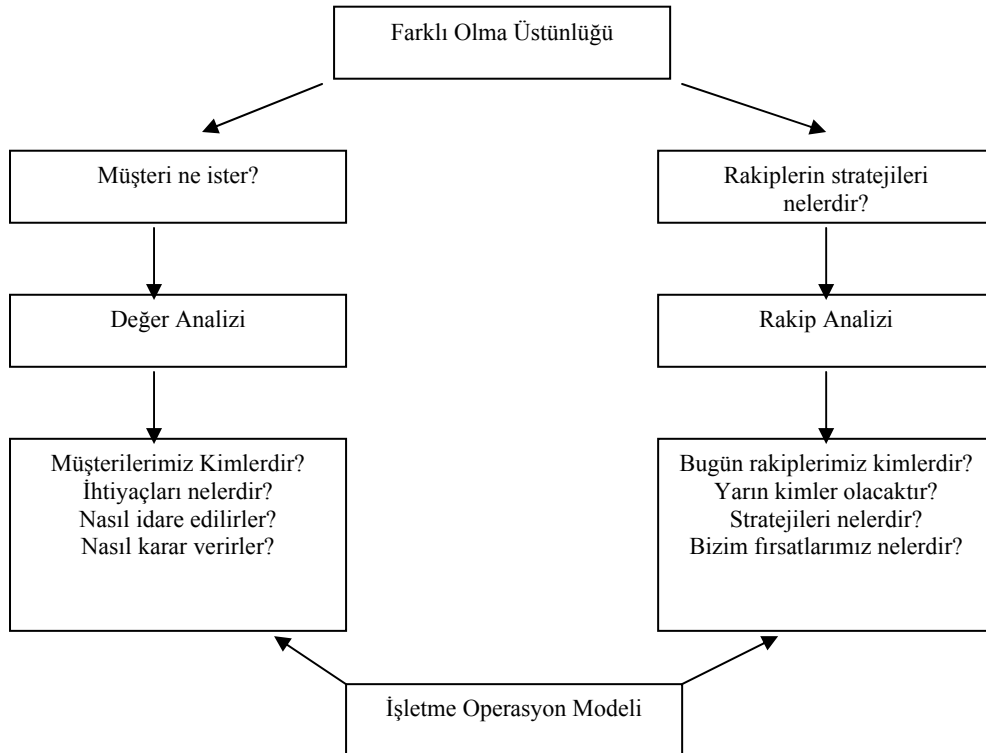 Farklı Olma Üstünlüğü
Müşteri ne ister?
Rakiplerin stratejileri
nelerdir?
Değer Analizi
Rakip Analizi
Müşterilerimiz Kimlerdir?
İhtiyaçları nelerdir?
Nasıl idare edilirler?
Nasıl karar verirler?
Bugün rakiplerimiz kimlerdir?
Yarın kimler olacaktır?
Stratejileri nelerdir?
Bizim fırsatlarımız nelerdir?
İşletme Operasyon Modeli